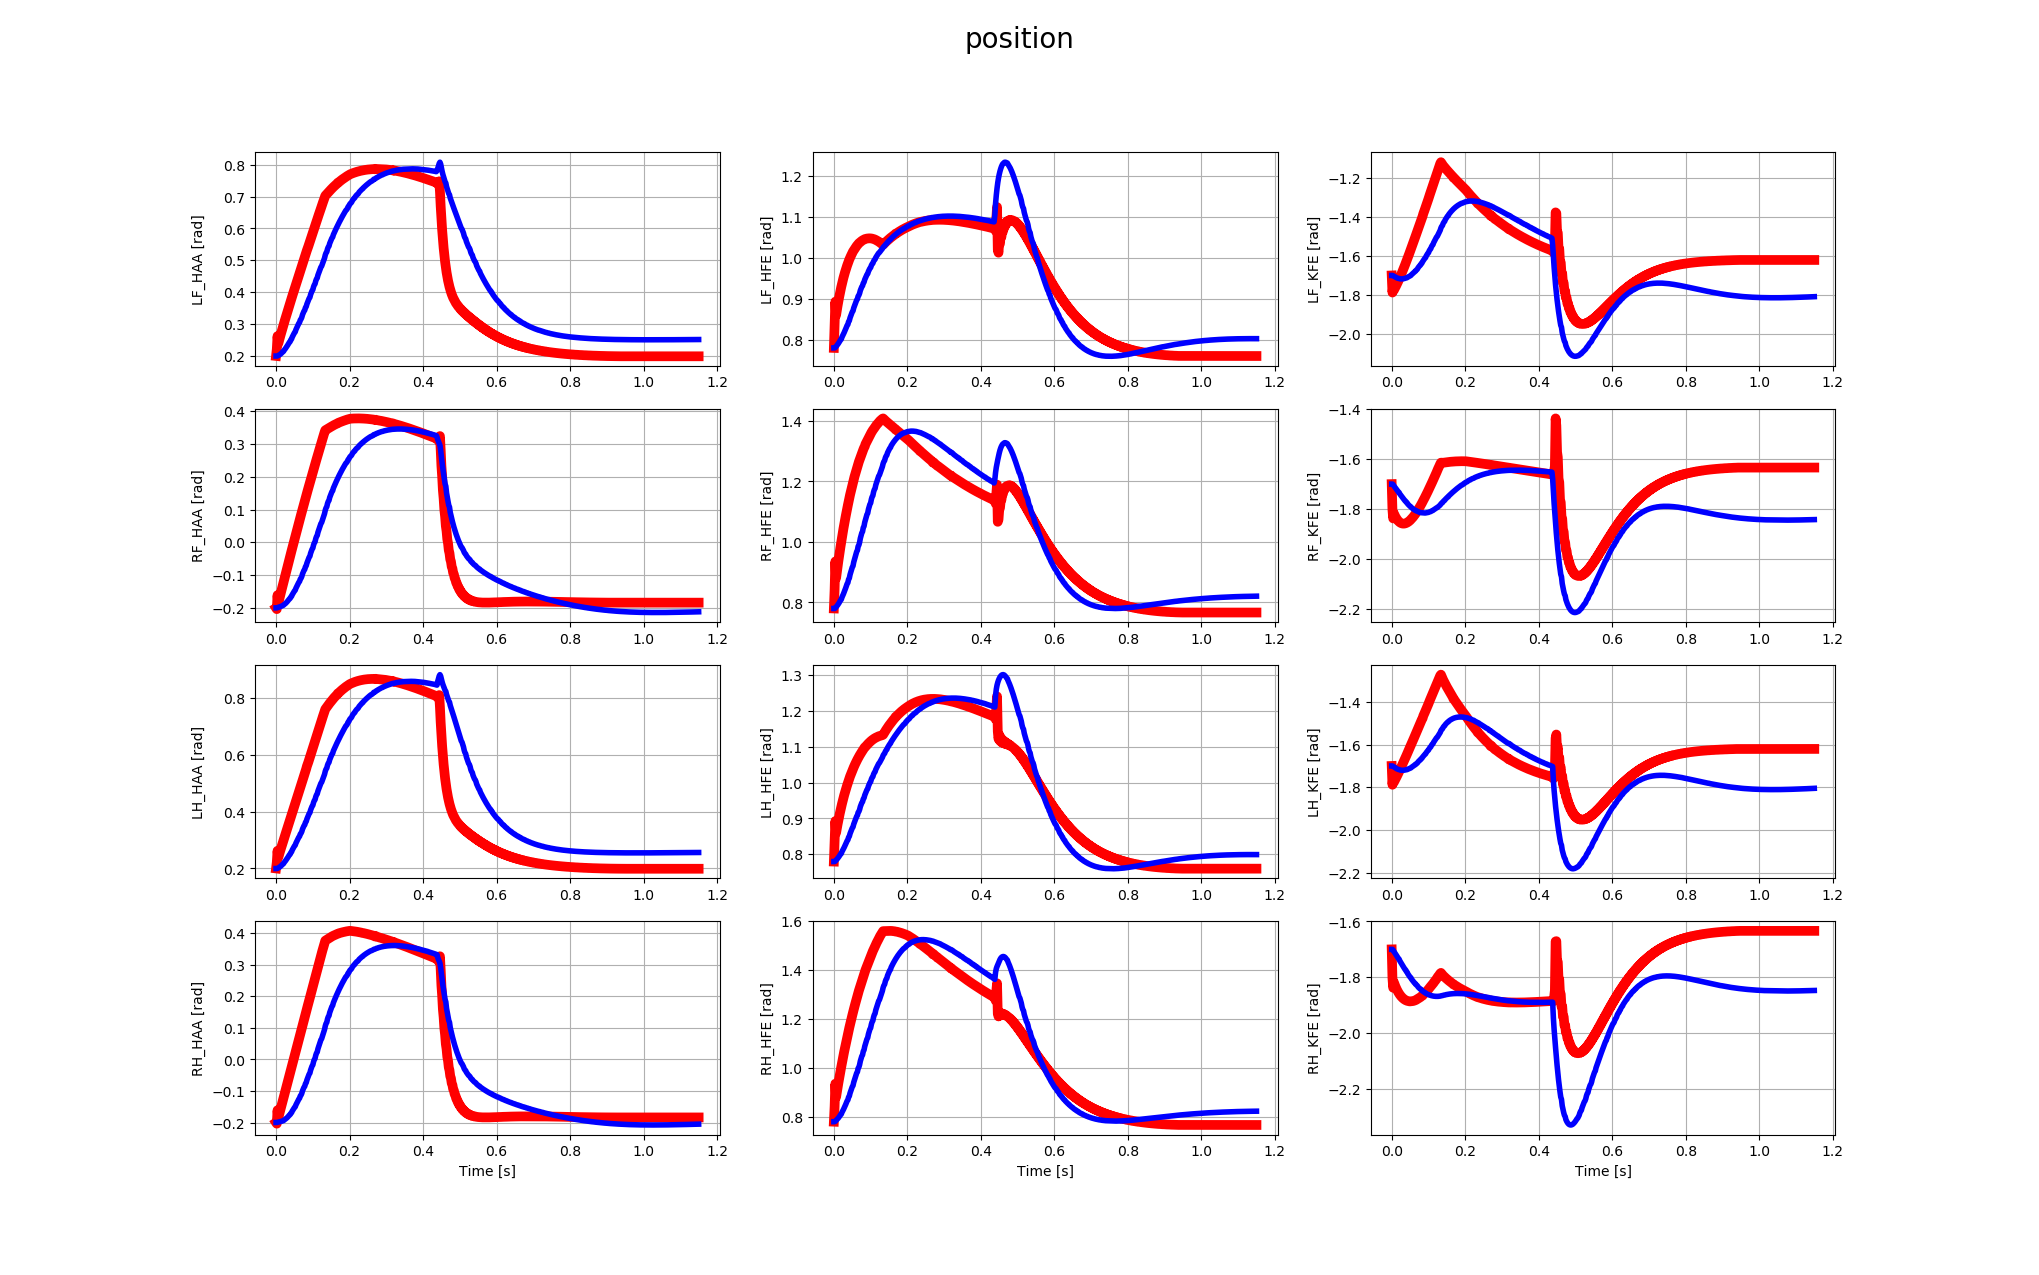 position
LF_HAA [rad]
0.8
0.7
0.6
0.5
0.4
0.3
0.2
0.0 0.2 0.4 0.6 0.8 1.0 1.2
LF_HFE [rad]
1.2
1.1
1.0
0.9
0.8
0.0 0.2 0.4 0.6 0.8 1.0 1.2
LF_KFE [rad]
−1.2
−1.4
−1.6
−1.8
−2.0
0.0 0.2 0.4 0.6 0.8 1.0 1.2
RF_HAA [rad]
0.4
0.3
0.2
0.1
0.0
−0.1
−0.2
0.0 0.2 0.4 0.6 0.8 1.0 1.2
RF_HFE [rad]
1.4
1.2
1.0
0.8
0.0 0.2 0.4 0.6 0.8 1.0 1.2
RF_KFE [rad]
−1.4
−1.6
−1.8
−2.0
−2.2
0.0 0.2 0.4 0.6 0.8 1.0 1.2
LH_HAA [rad]
0.8
0.6
0.4
0.2
0.0 0.2 0.4 0.6 0.8 1.0 1.2
LH_HFE [rad]
1.3
1.2
1.1
1.0
0.9
0.8
0.0 0.2 0.4 0.6 0.8 1.0 1.2
LH_KFE [rad]
−1.4
−1.6
−1.8
−2.0
−2.2
0.0 0.2 0.4 0.6 0.8 1.0 1.2
RH_HAA [rad]
0.4
0.3
0.2
0.1
0.0
−0.1
−0.2
0.0 0.2 0.4 0.6 0.8 1.0 1.2
Time [s]
RH_HFE [rad]
1.6
1.4
1.2
1.0
0.8
0.0 0.2 0.4 0.6 0.8 1.0 1.2
Time [s]
RH_KFE [rad]
−1.6
−1.8
−2.0
−2.2
0.0 0.2 0.4 0.6 0.8 1.0 1.2
Time [s]